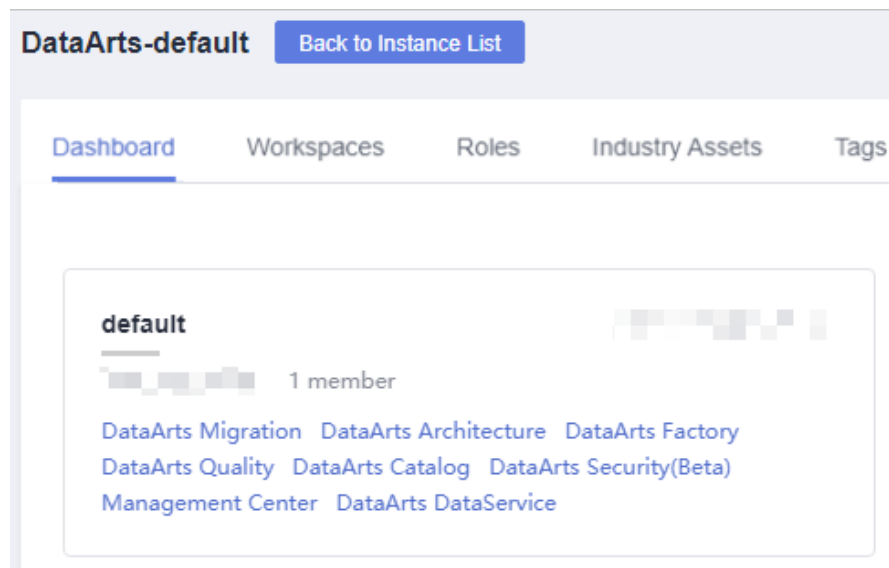 DataArts-default Back to Instance List
Dashboard Workspaces Roles Industry Assets Tags
default
1 member
DataArts Migration DataArts Architecture DataArts Factory
DataArts Quality DataArts Catalog DataArts Security(Beta)
Management Center DataArts DataService